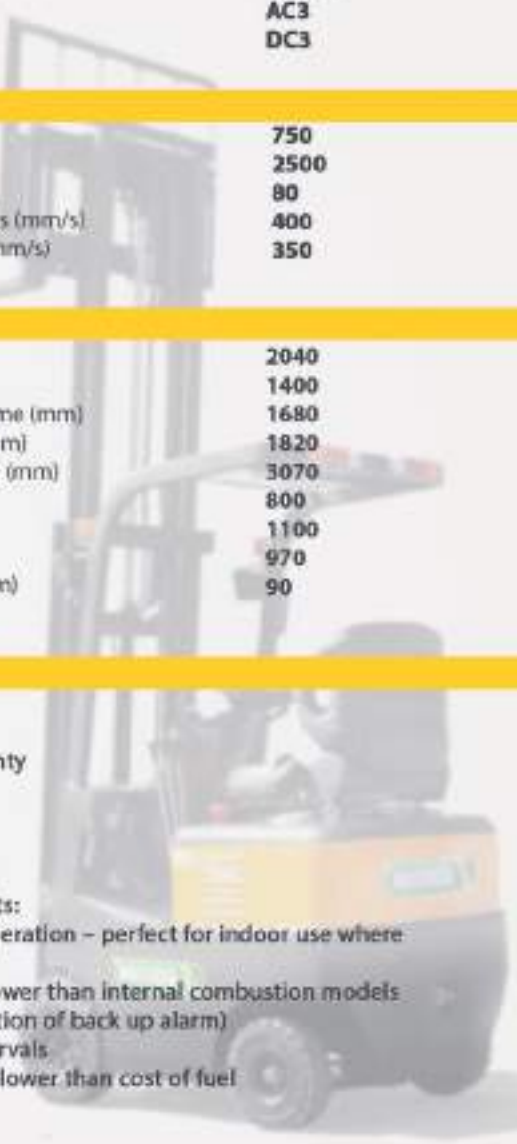 AC3
DC3
750
2500
80
s (mm/s) 400
mm/s) 350
2040
1400
me (mm) 1680
m) 1820
(mm) 3070
800
1100
970
m) 90
nty
ts:
eration – perfect for indoor use where
wer than internal combustion models
tion of back up alarm)
rvals
lower than cost of fuel